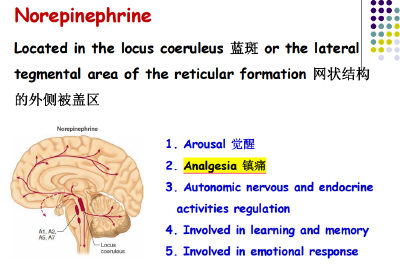 Norepinephrine
Located in the locus coeruleus 蓝斑 or the lateral
tegmental area of the reticular formation 网状结构
的外侧被盖区
Norepinephrine
A1, A2,
A5, A7
Locus
coeruleus
1. Arousal 觉醒
2. Analgesia 镇痛
3. Autonomic nervous and endocrine
activities regulation
4. Involved in learning and memory
5. Involved in emotional response